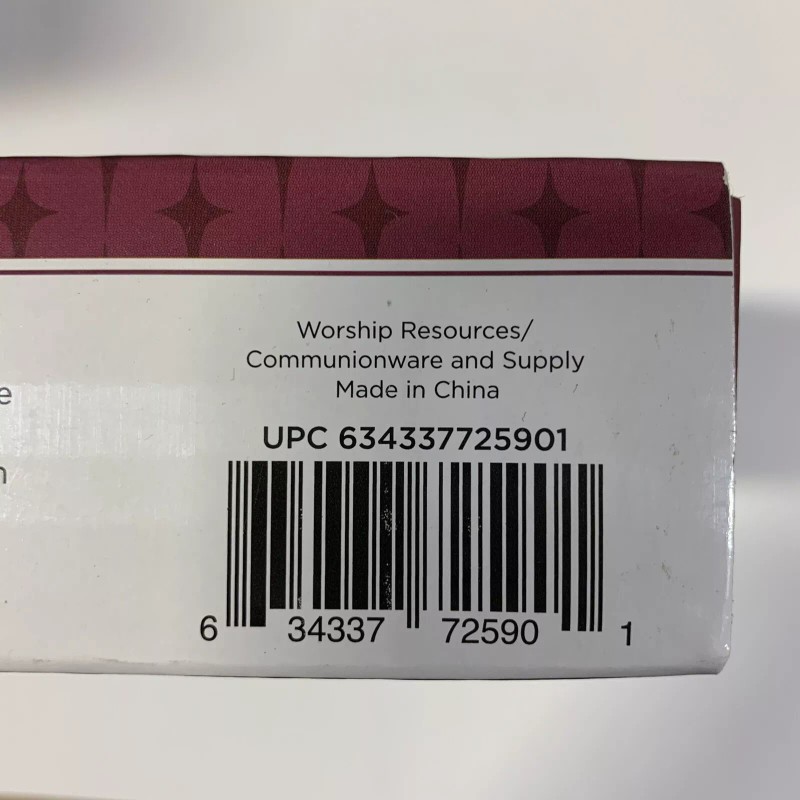 Worship Resources/
Communionware and Supply
Made in China
e
UPC 634337725901
n
6 34337 72590 1